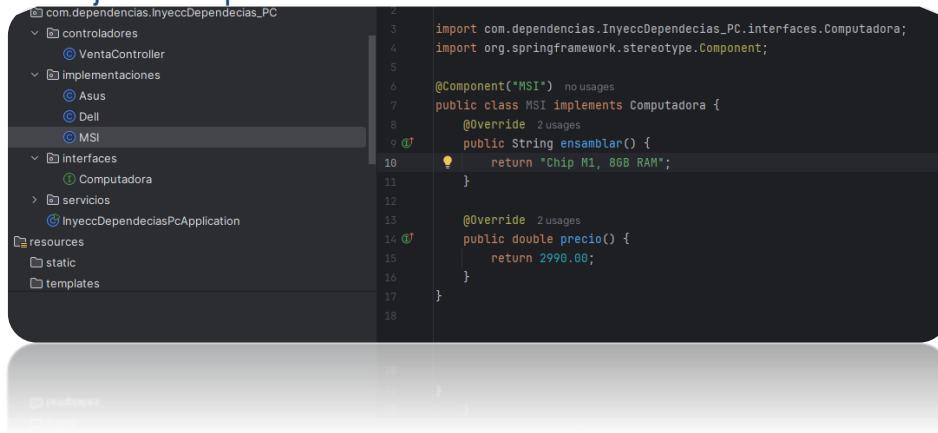 com.dependencias.InyeccDependecias_PC
controladores
VentaController
implementaciones
Asus
Dell
MSI
interfaces
Computadora
servicios
InyeccDependeciasPcApplication
resources
static
templates
2
3 import com.dependencias.InyeccDependecias_PC.interfaces.Computadora;
4 import org.springframework.stereotype.Component;
5
6 @Component("MSI") no usages
7 public class MSI implements Computadora {
8 @Override 2 usages
9 public String ensamblar() {
10 return "Chip M1, 8GB RAM";
11 }
12
13 @Override 2 usages
14 public double precio() {
15 return 2990.00;
16 }
17 }
18